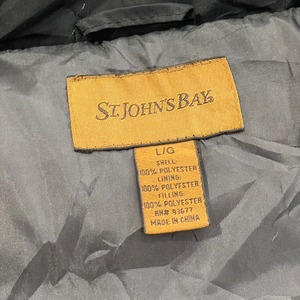 ST. JOHN'S BAY®
L/G
SHELL:
100% POLYESTER
LINING:
100% POLYESTER
FILLING:
100% POLYESTER
RN# 93677
MADE IN CHINA